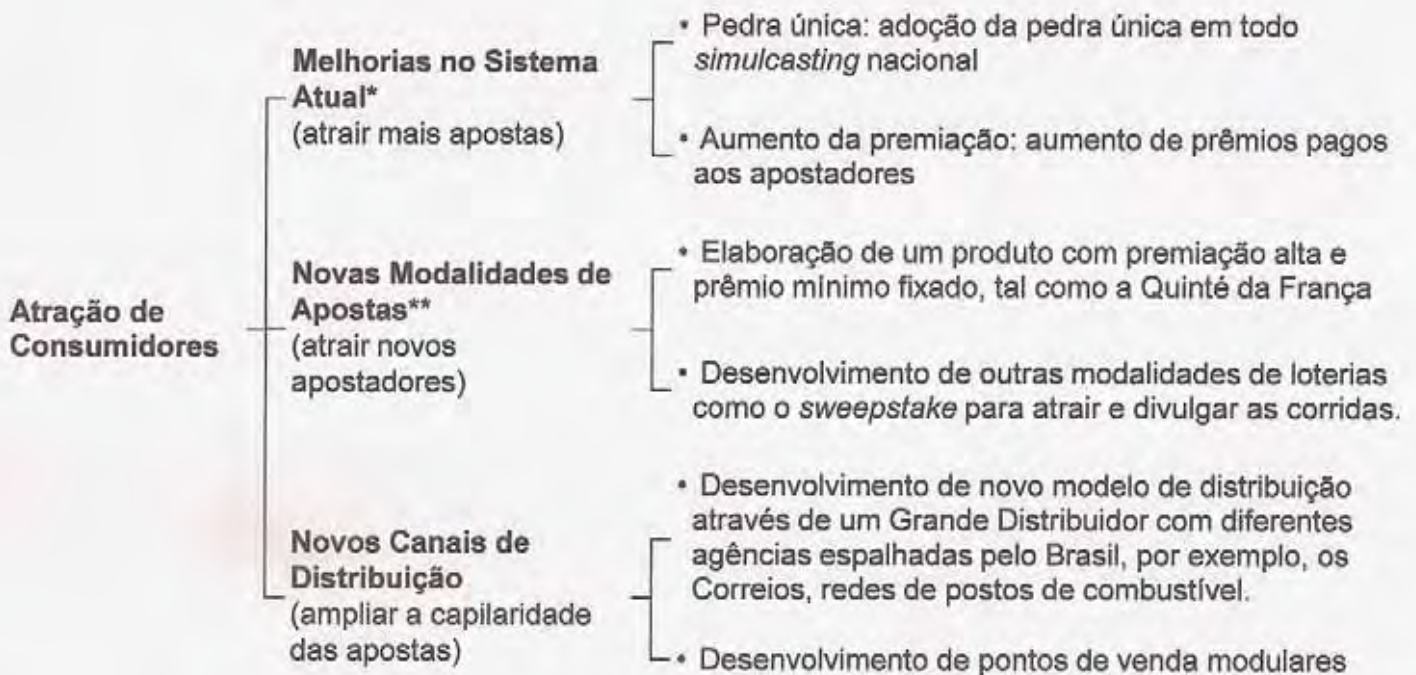 Atração de
Consumidores
Melhorias no Sistema
Atual*
(atrair mais apostas)
• Pedra única: adoção da pedra única em todo
simulcasting nacional
• Aumento da premiação: aumento de prêmios pagos
aos apostadores
Novas Modalidades de
Apostas**
(atrair novos
apostadores)
• Elaboração de um produto com premiação alta e
prêmio mínimo fixado, tal como a Quinté da França
• Desenvolvimento de outras modalidades de loterias
como o sweepstake para atrair e divulgar as corridas.
Novos Canais de
Distribuição
(ampliar a capilaridade
das apostas)
• Desenvolvimento de novo modelo de distribuição
através de um Grande Distribuidor com diferentes
agências espalhadas pelo Brasil, por exemplo, os
Correios, redes de postos de combustível.
• Desenvolvimento de pontos de venda modulares